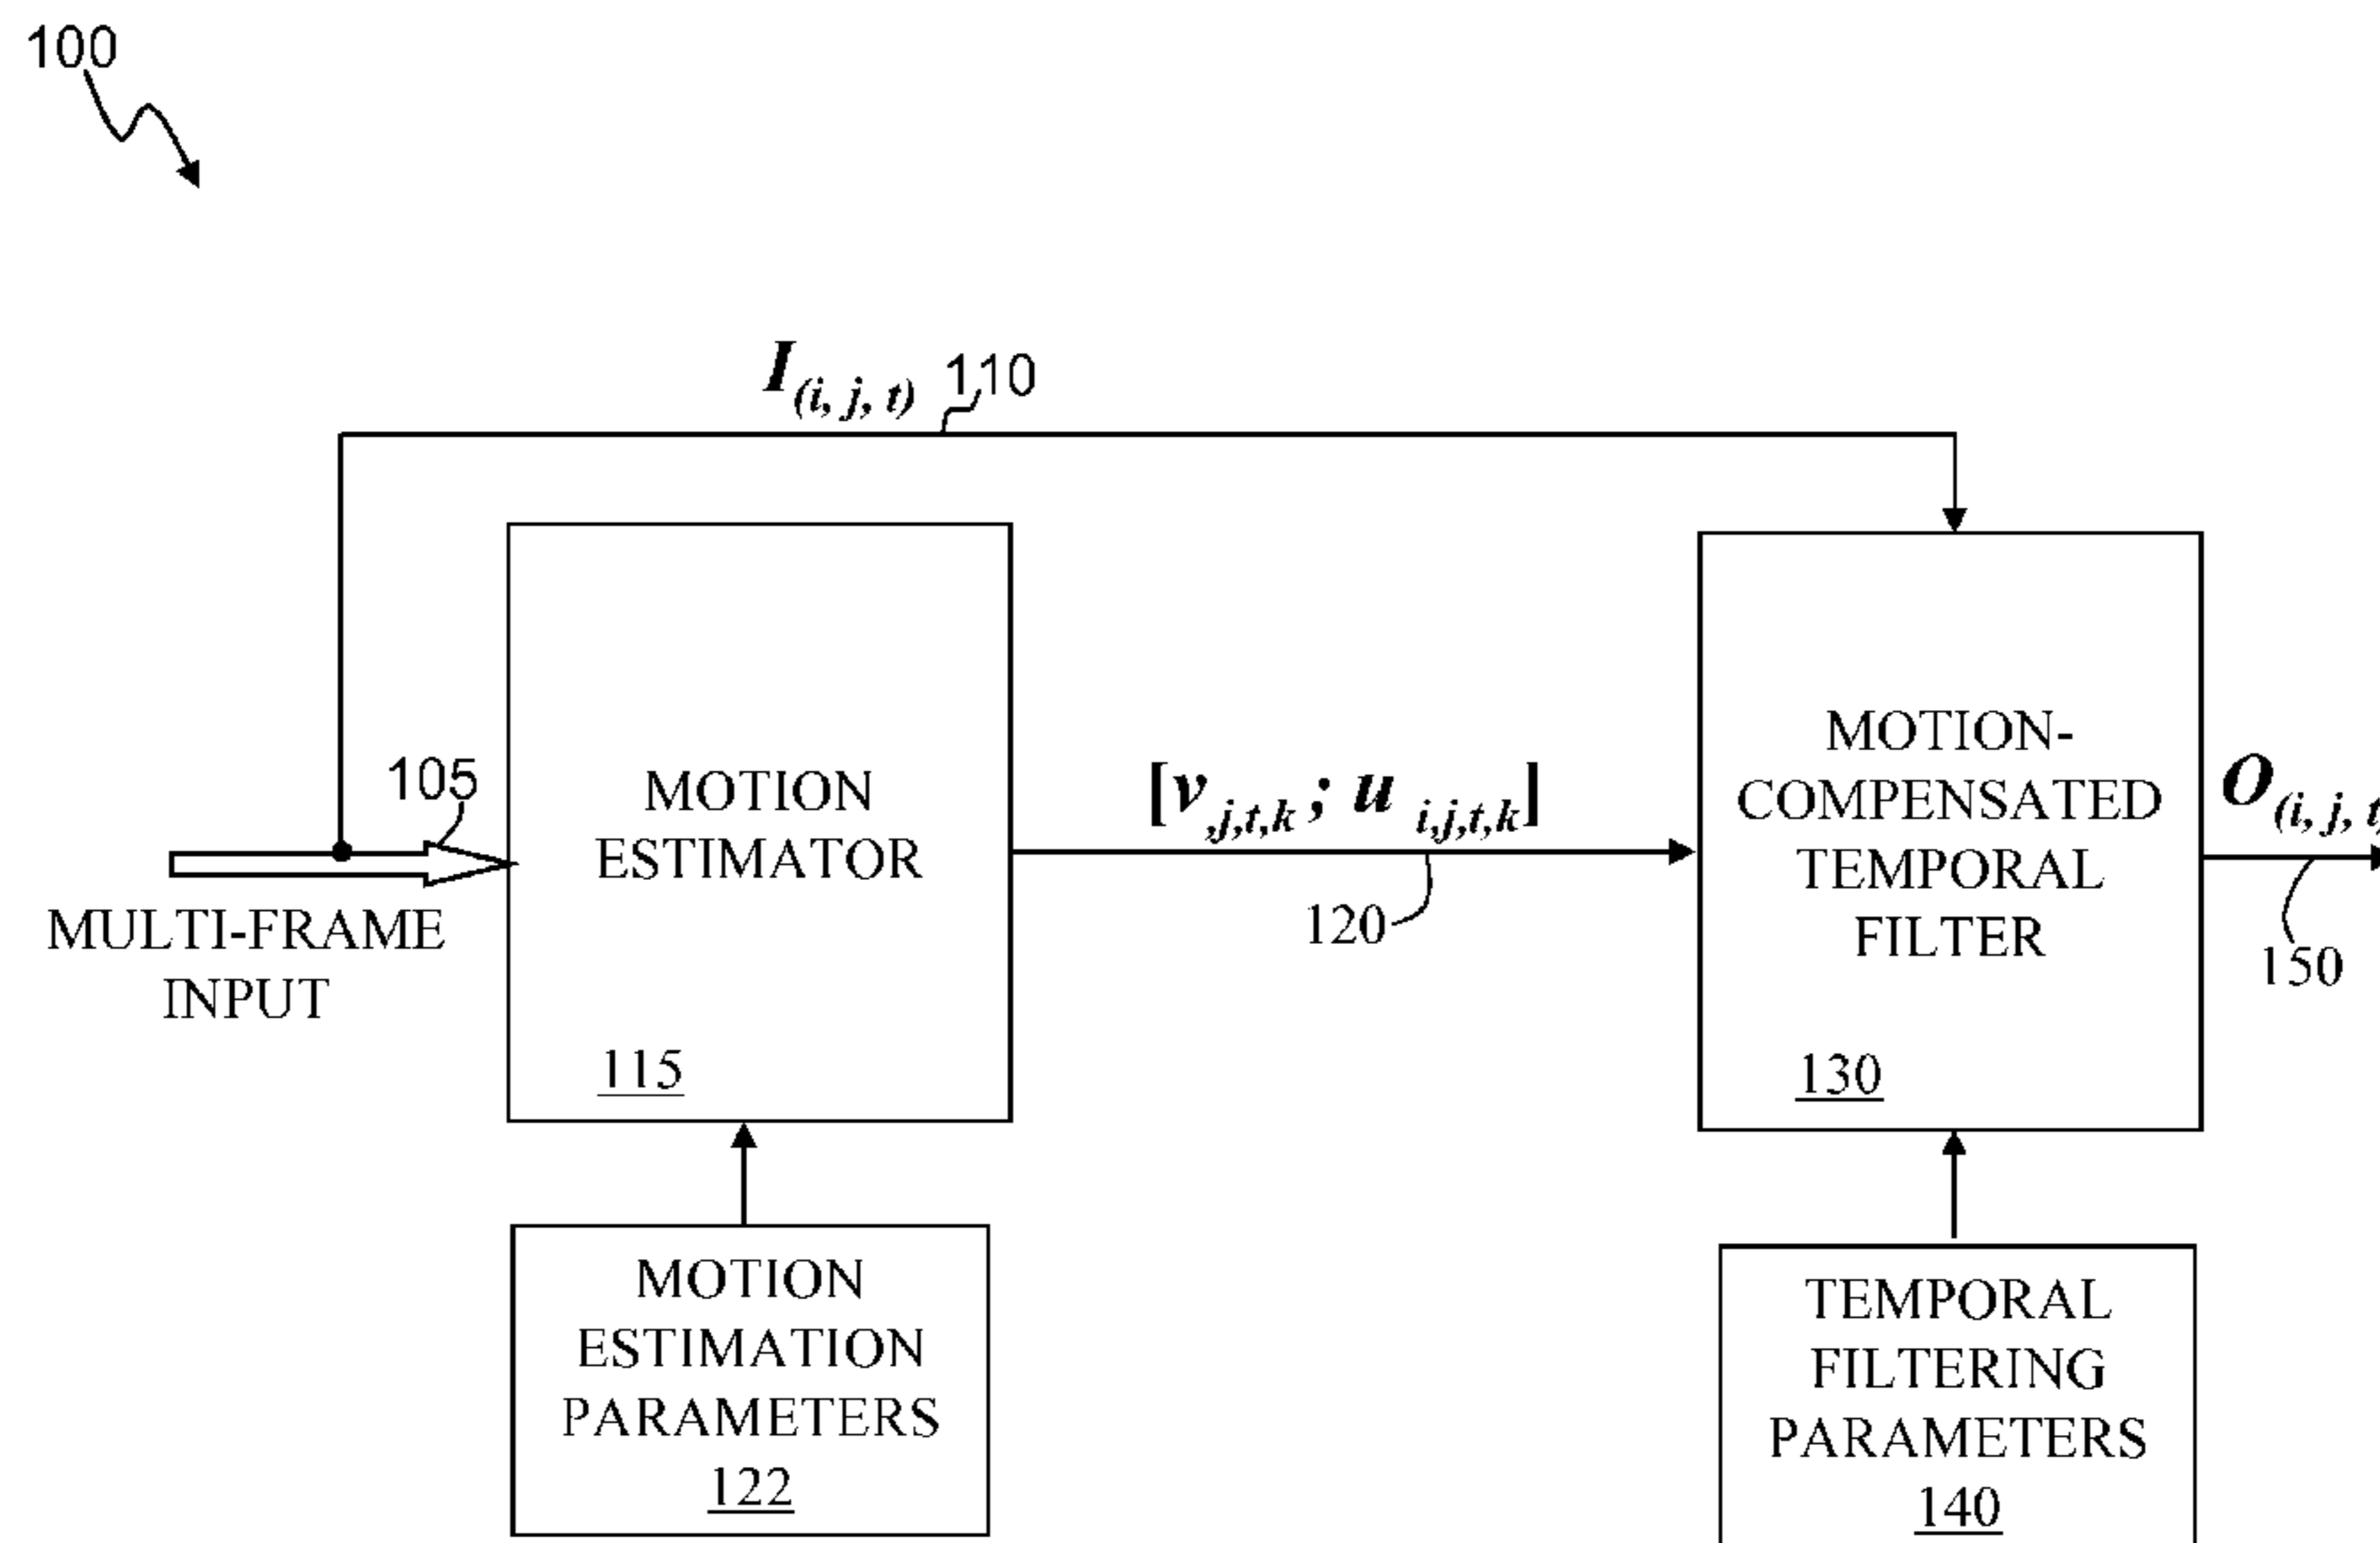 100
I(i, j, t) 110
105
MULTI-FRAME
INPUT
MOTION
ESTIMATOR
115
[v ,j,t,k ; u i,j,t,k]
120
MOTION-
COMPENSATED
TEMPORAL
FILTER
130
O(i, j, t)
150
MOTION
ESTIMATION
PARAMETERS
122
TEMPORAL
FILTERING
PARAMETERS
140